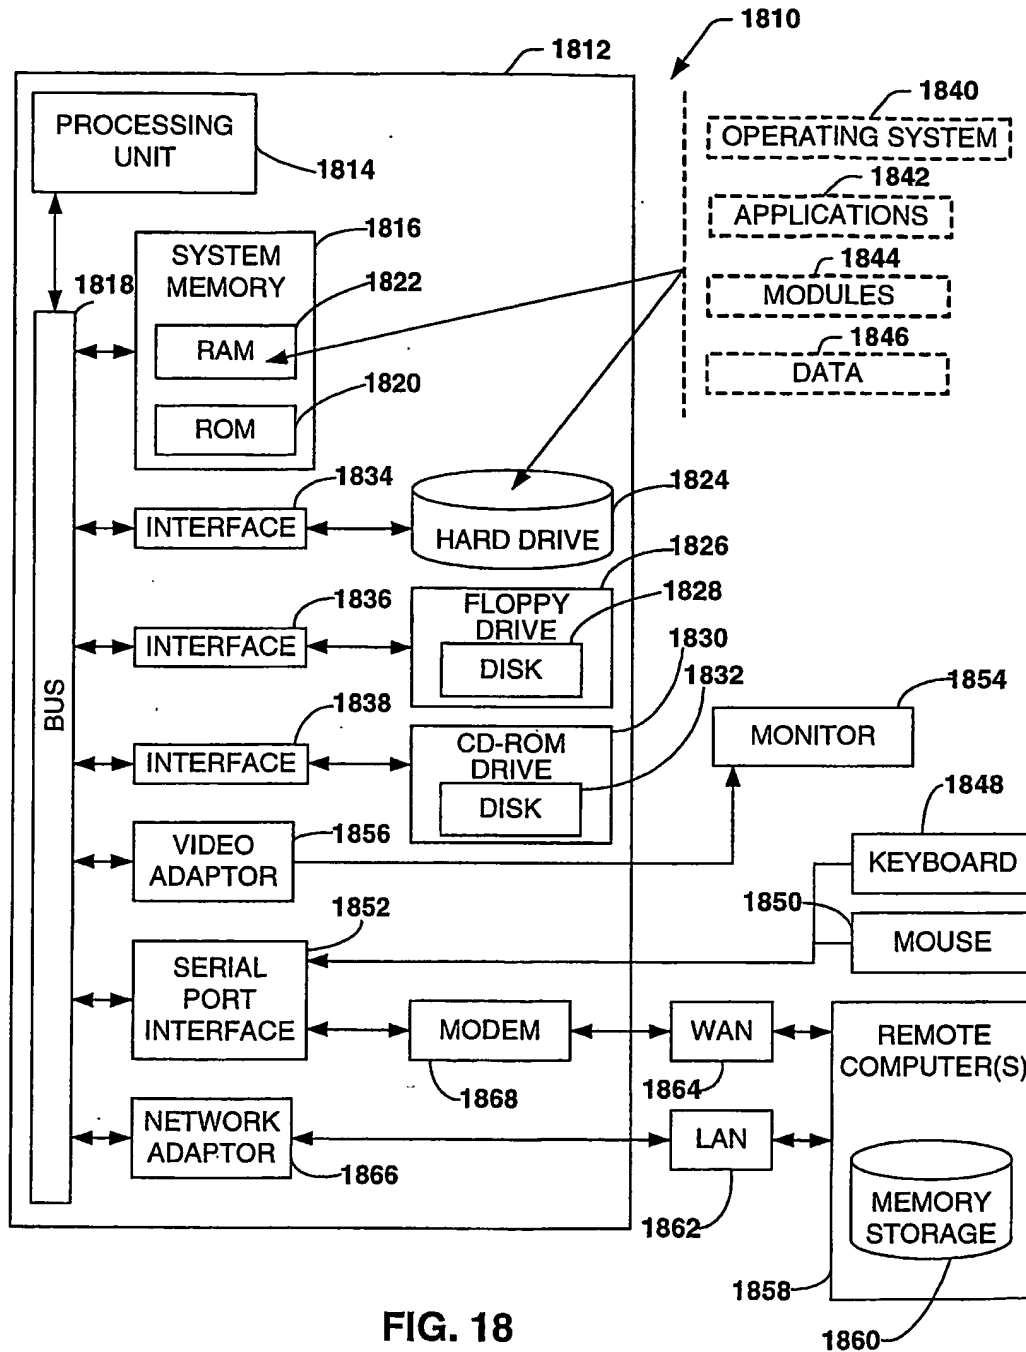 1810
1812
1840
PROCESSING
UNIT
OPERATING SYSTEM
1814
1842
APPLICATIONS
1816
SYSTEM
MEMORY
1844
1818
1822
MODULES
RAM
1846
DATA
1820
ROM
1834
1824
INTERFACE
HARD DRIVE
1826
1836
1828
FLOPPY
DRIVE
INTERFACE
1830
DISK
1832
1854
BUS
1838
MONITOR
CD-ROM
DRIVE
INTERFACE
1848
DISK
1856
VIDEO
ADAPTOR
KEYBOARD
1852
1850
MOUSE
SERIAL
PORT
INTERFACE
MODEM
WAN
REMOTE
COMPUTER(S)
1868
1864
NETWORK
ADAPTOR
LAN
1866
MEMORY
STORAGE
1862
1858
FIG. 18
1860